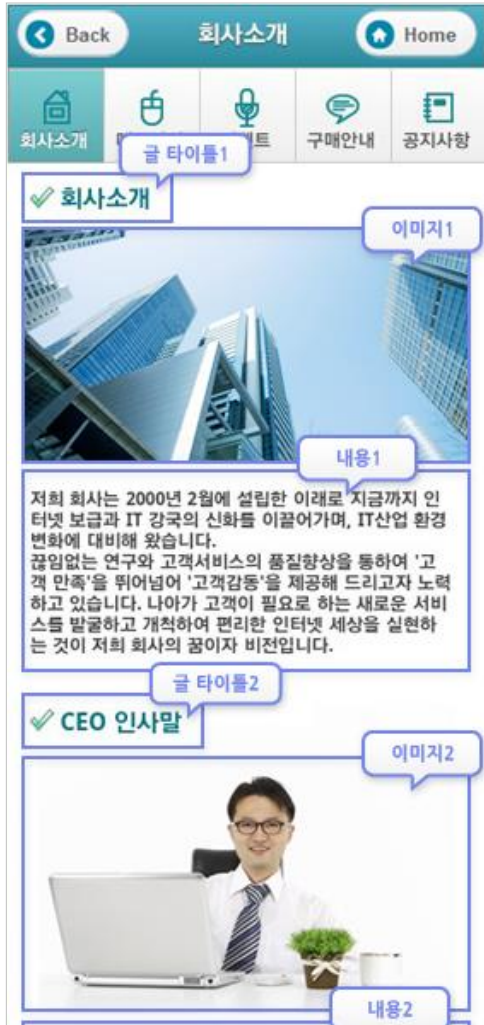 Back
회사소개
Home
회사소개
구매안내
공지사항
글 타이틀1
회사소개
이미지1
내용1
저희 회사는 2000년 2월에 설립한 이래로 지금까지 인
터넷 보급과 IT 강국의 신화를 이끌어가며, IT산업 환경
변화에 대비해 왔습니다.
끊임없는 연구와 고객서비스의 품질향상을 통하여 '고
객 만족'을 뛰어넘어 '고객감동'을 제공해 드리고자 노력
하고 있습니다. 나아가 고객이 필요로 하는 새로운 서비
스를 발굴하고 개척하여 편리한 인터넷 세상을 실현하
는 것이 저희 회사의 꿈이자 비전입니다.
글 타이틀2
CEO 인사말
이미지2
내용2